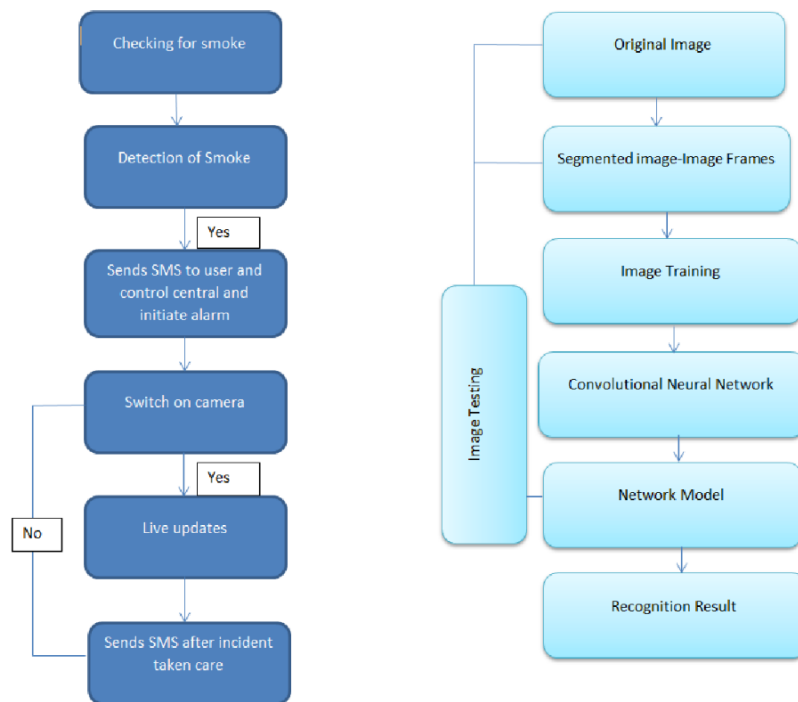 Checking for smoke
Detection of Smoke
Yes
Sends SMS to user and
control central and
initiate alarm
Switch on camera
Yes
No
Live updates
Sends SMS after incident
taken care
Original Image
Segmented image-Image Frames
Image Training
Image Testing
Convolutional Neural Network
Network Model
Recognition Result